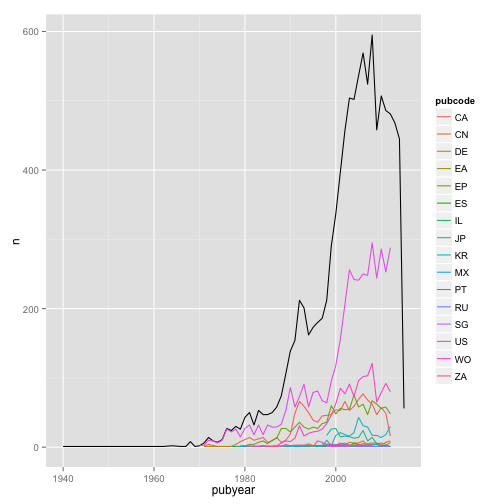 600
400
200
0
n
1940
1960
1980
2000
pubyear
pubcode
CA
CN
DE
EA
EP
ES
IL
JP
KR
MX
PT
RU
SG
US
WO
ZA